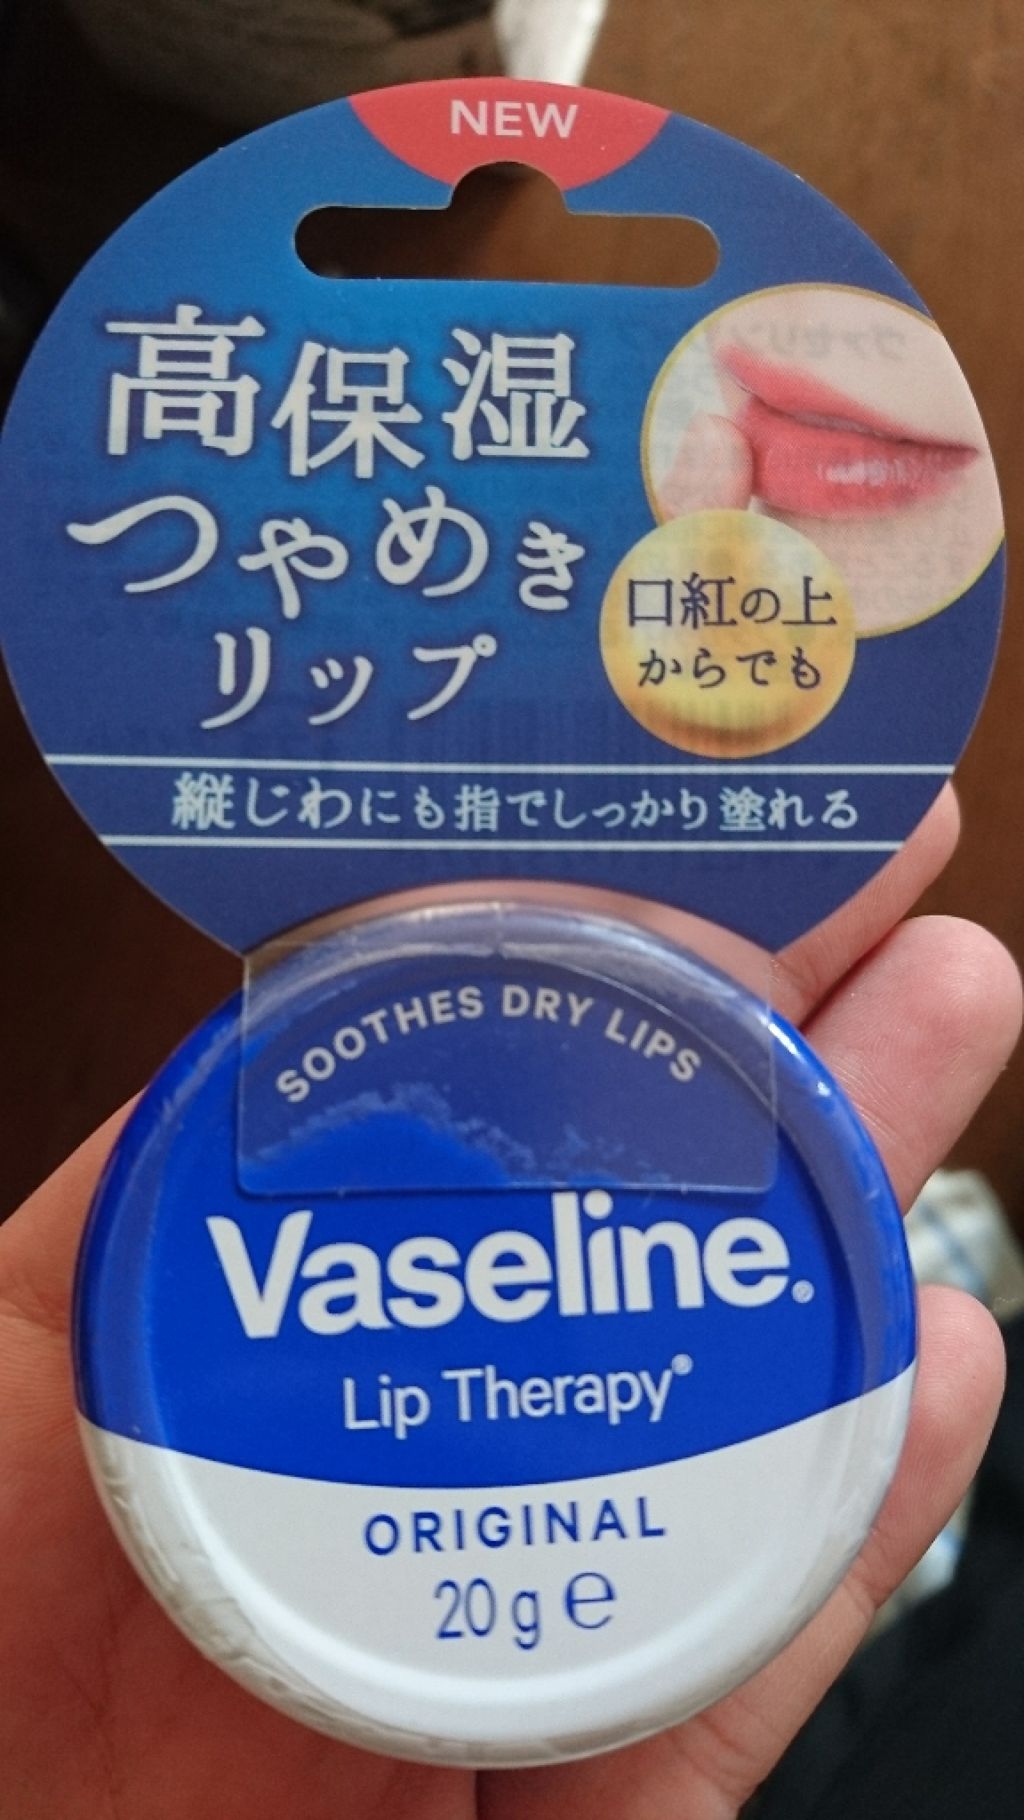 NEW
高保湿
つやめき
リップ
口紅の上
からでも
縦じわにも指でしっかり塗れる
SOOTHES DRY LIPS
Vaseline®
Lip Therapy®
ORIGINAL
20 g ℮